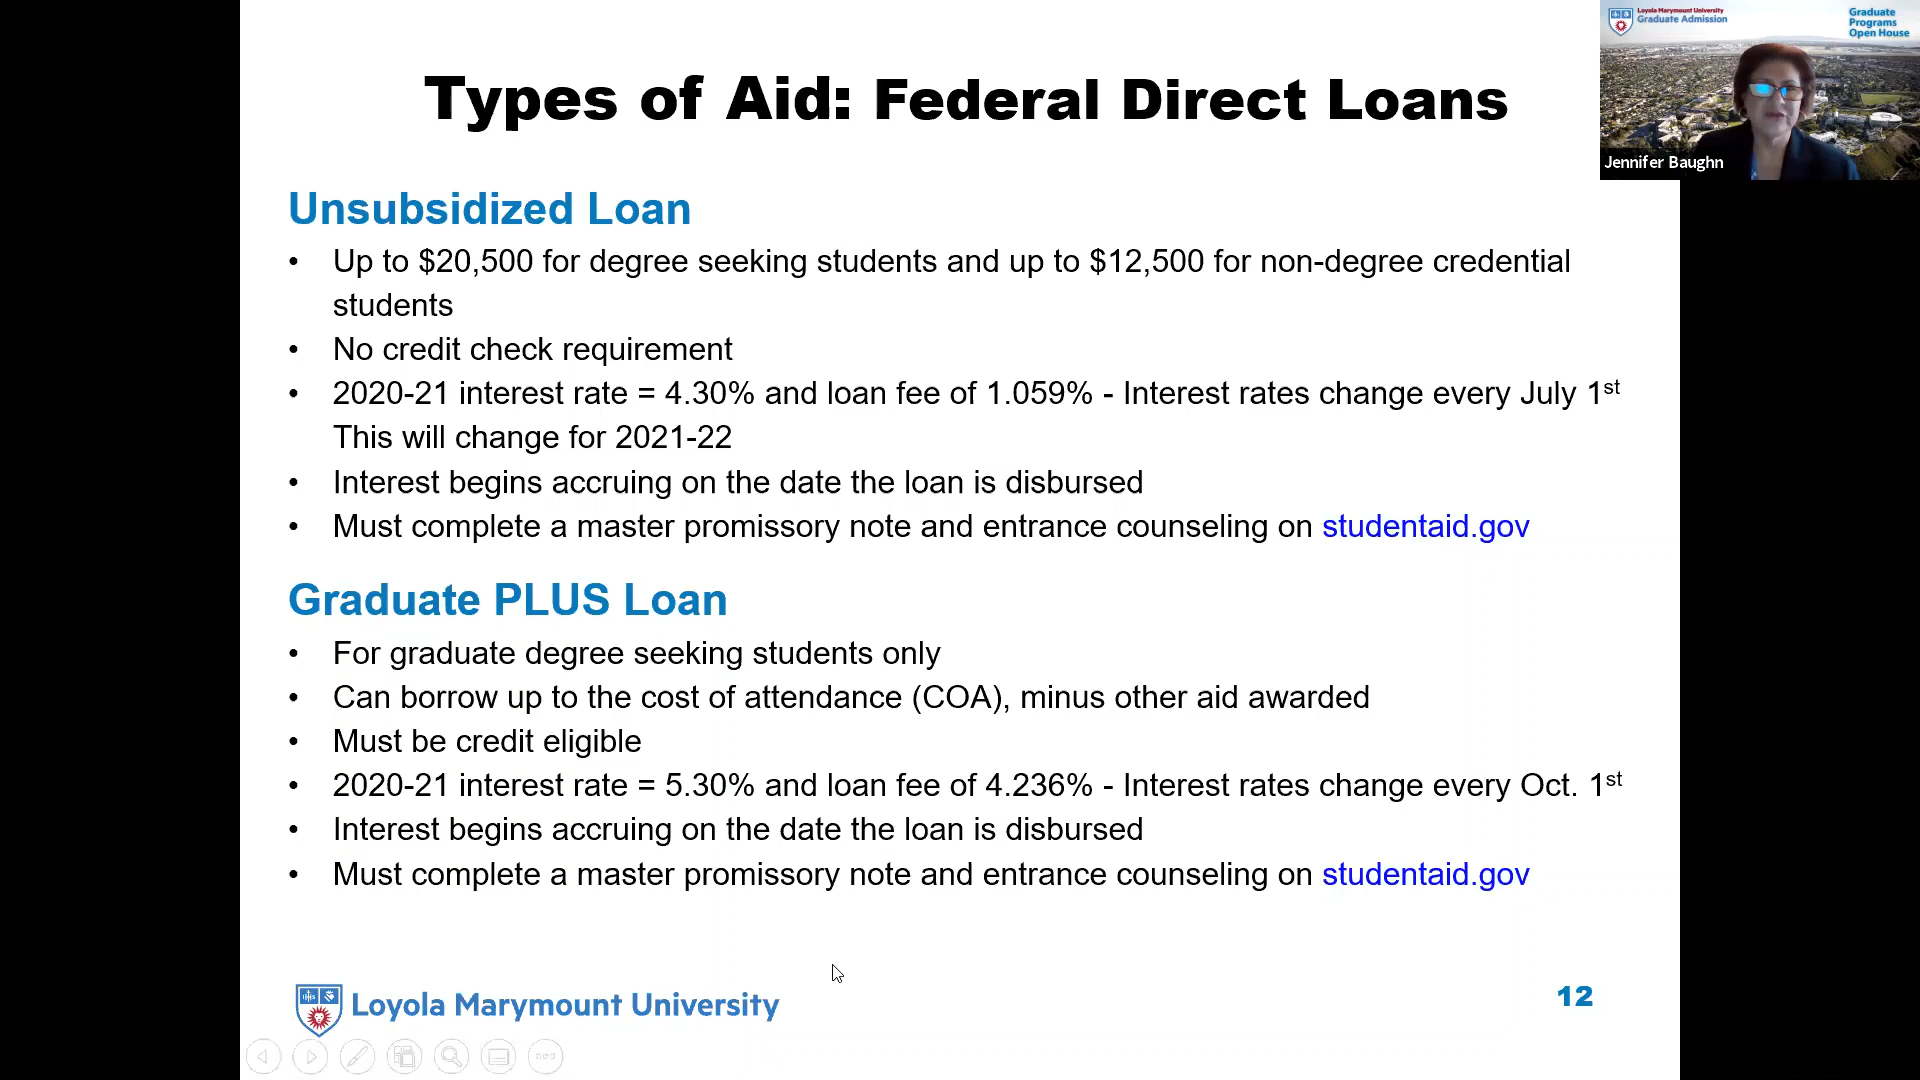 Types of Aid: Federal Direct Loans
Loyola Marymount University
Graduate Admission
Graduate
Programs
Open House
Jennifer Baughn
Unsubsidized Loan
• Up to $20,500 for degree seeking students and up to $12,500 for non-degree credential
students
• No credit check requirement
• 2020-21 interest rate = 4.30% and loan fee of 1.059% - Interest rates change every July 1st
This will change for 2021-22
• Interest begins accruing on the date the loan is disbursed
• Must complete a master promissory note and entrance counseling on studentaid.gov
Graduate PLUS Loan
• For graduate degree seeking students only
• Can borrow up to the cost of attendance (COA), minus other aid awarded
• Must be credit eligible
• 2020-21 interest rate = 5.30% and loan fee of 4.236% - Interest rates change every Oct. 1st
• Interest begins accruing on the date the loan is disbursed
• Must complete a master promissory note and entrance counseling on studentaid.gov
Loyola Marymount University
12